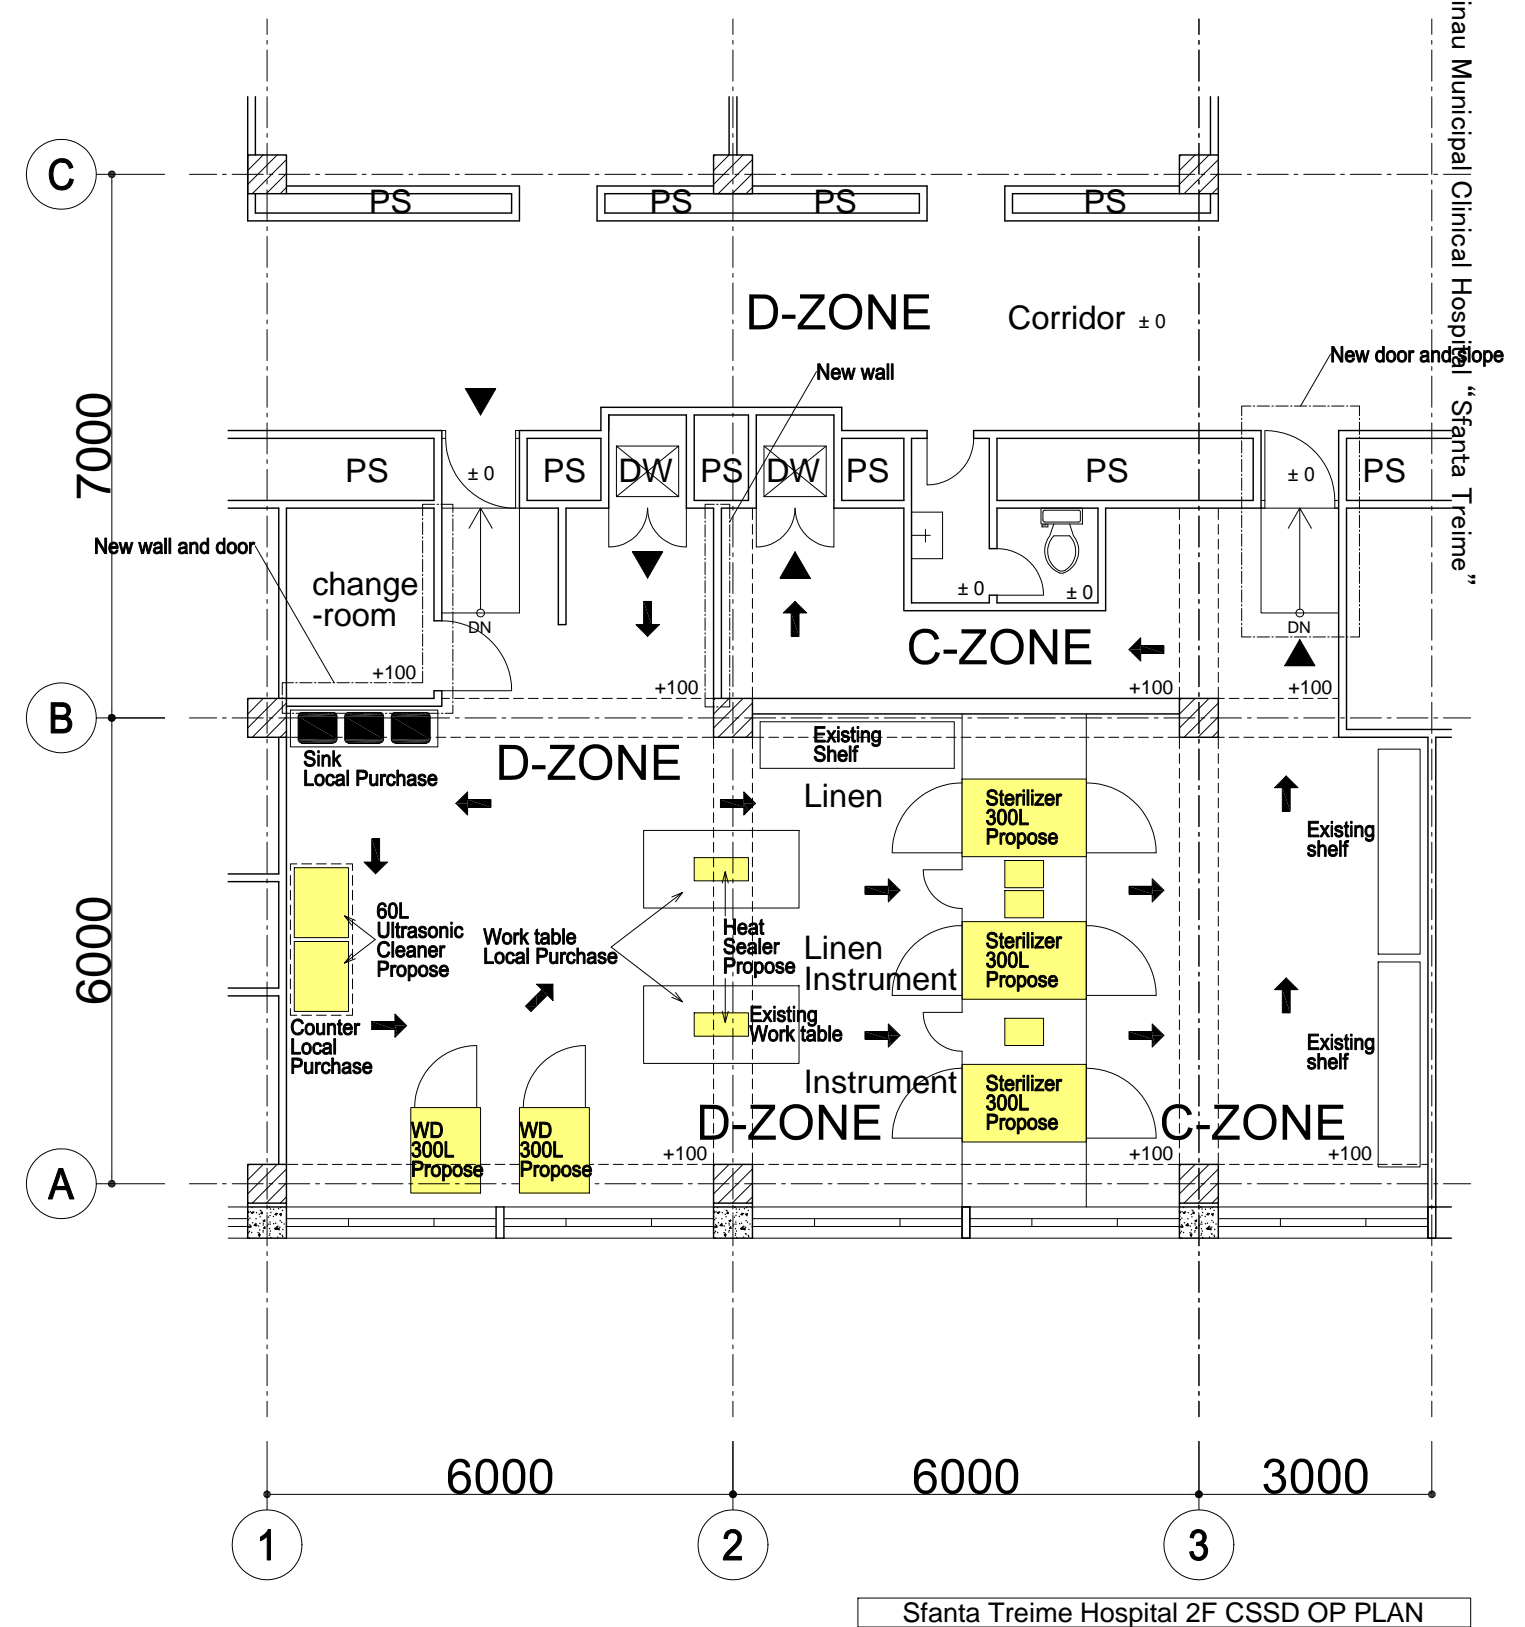 inau Municipal Clinical Hospital “Sfanta Treime”
C
PS
PS
PS
PS
D-ZONE
Corridor ± 0
New door and slope
New wall
7000
PS
± 0
PS
DW
PS
DW
PS
PS
± 0
PS
New wall and door
change
-room
± 0
± 0
DN
DN
C-ZONE
+100
+100
+100
+100
B
Sink
Local Purchase
D-ZONE
Existing
Shelf
Linen
Sterilizer
300L
Propose
Existing
shelf
6000
60L
Ultrasonic
Cleaner
Propose
Work table
Local Purchase
Heat
Sealer
Propose
Linen
Instrument
Sterilizer
300L
Propose
Existing
Work table
Counter
Local
Purchase
Existing
shelf
Instrument
Sterilizer
300L
Propose
WD
300L
Propose
WD
300L
Propose
D-ZONE
C-ZONE
+100
+100
+100
A
6000
6000
3000
1
2
3
Sfanta Treime Hospital 2F CSSD OP PLAN